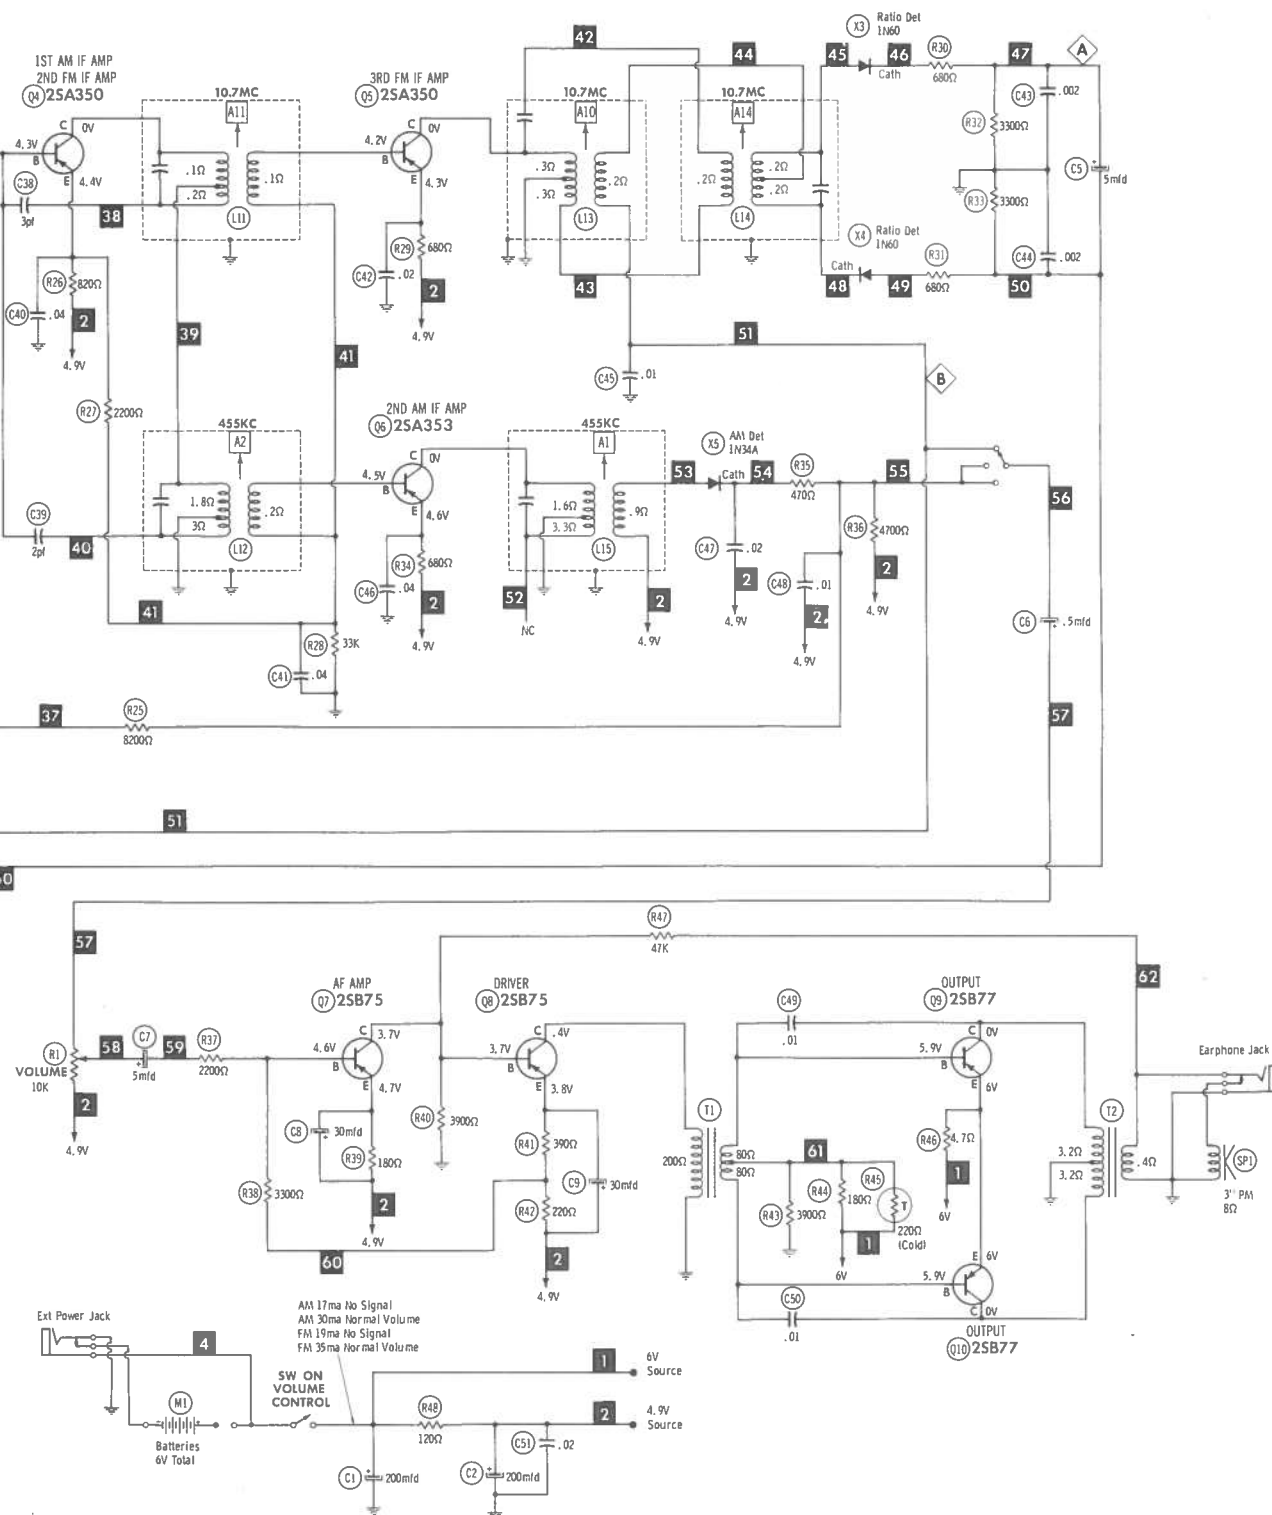 1ST AM IF AMP
2ND FM IF AMP
Q4 2SA350
C
0V
4.3V
B
E
4.4V
C38
3pf
38
10.7MC
A11
.1Ω
.2Ω
.1Ω
L11
3RD FM IF AMP
Q5 2SA350
C
0V
4.2V
B
E
4.3V
R29
680Ω
C42
.02
2
4.9V
42
10.7MC
A10
.3Ω
.3Ω
.2Ω
L13
43
44
10.7MC
A14
.2Ω
.2Ω
.2Ω
L14
X3
Ratio Det
1N60
45
46
Cath
R30
680Ω
47
A
C43
.002
R32
3300Ω
C5
5mfd
R33
3300Ω
X4
Ratio Det
1N60
Cath
48
49
R31
680Ω
C44
.002
50
R26
820Ω
C40
.04
2
4.9V
39
41
51
C45
.01
B
R27
2200Ω
455KC
A2
1.8Ω
3Ω
.2Ω
L12
C39
2pf
40
2ND AM IF AMP
Q6 2SA353
C
0V
4.5V
B
E
4.6V
R34
680Ω
C46
.04
2
4.9V
455KC
A1
1.6Ω
3.3Ω
.9Ω
L15
52
NC
2
4.9V
53
X5
AM Det
1N34A
Cath
54
R35
470Ω
55
56
R36
4700Ω
C47
.02
2
4.9V
C48
.01
2
4.9V
2
4.9V
C6
.5mfd
41
R28
33K
C41
.04
37
R25
8200Ω
57
51
57
R47
47K
62
AF AMP
Q7 2SB75
C
3.7V
4.6V
B
E
4.7V
DRIVER
Q8 2SB75
C
.4V
3.7V
B
E
3.8V
C49
.01
OUTPUT
Q9 2SB77
C
0V
5.9V
B
E
6V
Earphone Jack
R1
VOLUME
10K
58
C7
5mfd
59
R37
2200Ω
2
4.9V
C8
30mfd
R39
180Ω
R40
3900Ω
R41
390Ω
C9
30mfd
R42
220Ω
R38
3300Ω
2
4.9V
60
2
4.9V
T1
200Ω
80Ω
80Ω
61
R43
3900Ω
R44
180Ω
R45
T
220Ω
(Cold)
1
6V
R46
4.7Ω
1
6V
T2
3.2Ω
3.2Ω
.4Ω
SP1
3" PM
8Ω
E
6V
5.9V
B
C
0V
C50
.01
OUTPUT
Q10 2SB77
Ext Power Jack
4
AM 17ma No Signal
AM 30ma Normal Volume
FM 19ma No Signal
FM 35ma Normal Volume
SW ON
VOLUME
CONTROL
M1
Batteries
6V Total
1
6V
Source
R48
120Ω
2
4.9V
Source
C51
.02
C1
200mfd
C2
200mfd